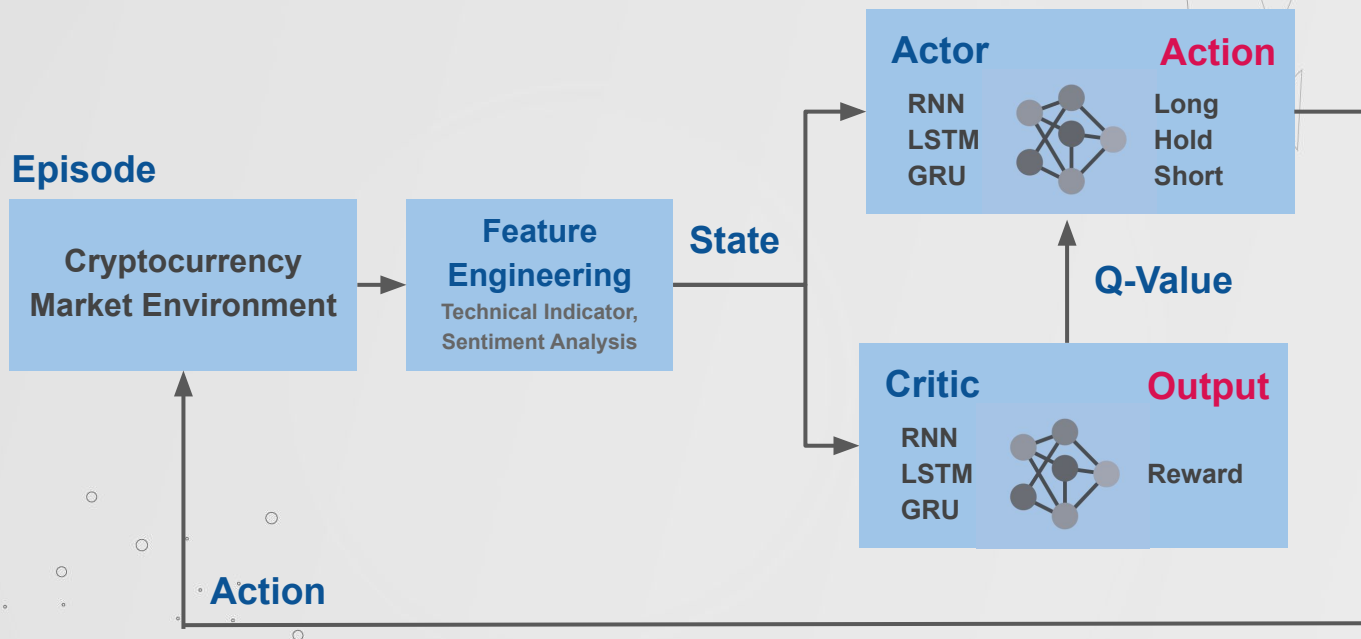 Episode
Cryptocurrency
Market Environment
Feature
Engineering
Technical Indicator,
Sentiment Analysis
State
Actor
Action
RNN
LSTM
GRU
Long
Hold
Short
Q-Value
Critic
Output
RNN
LSTM
GRU
Reward
Action